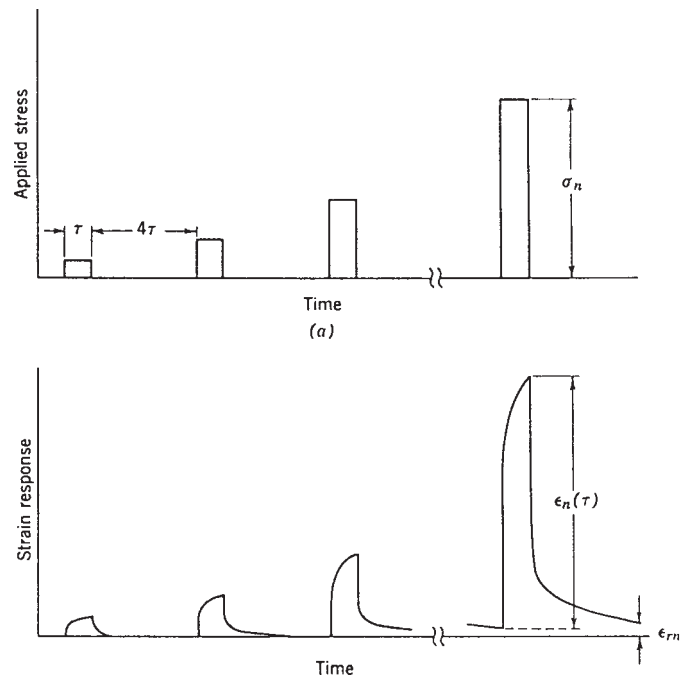 Applied stress
τ
4τ
σn
Time
(a)
Strain response
ϵn(τ)
ϵrn
Time